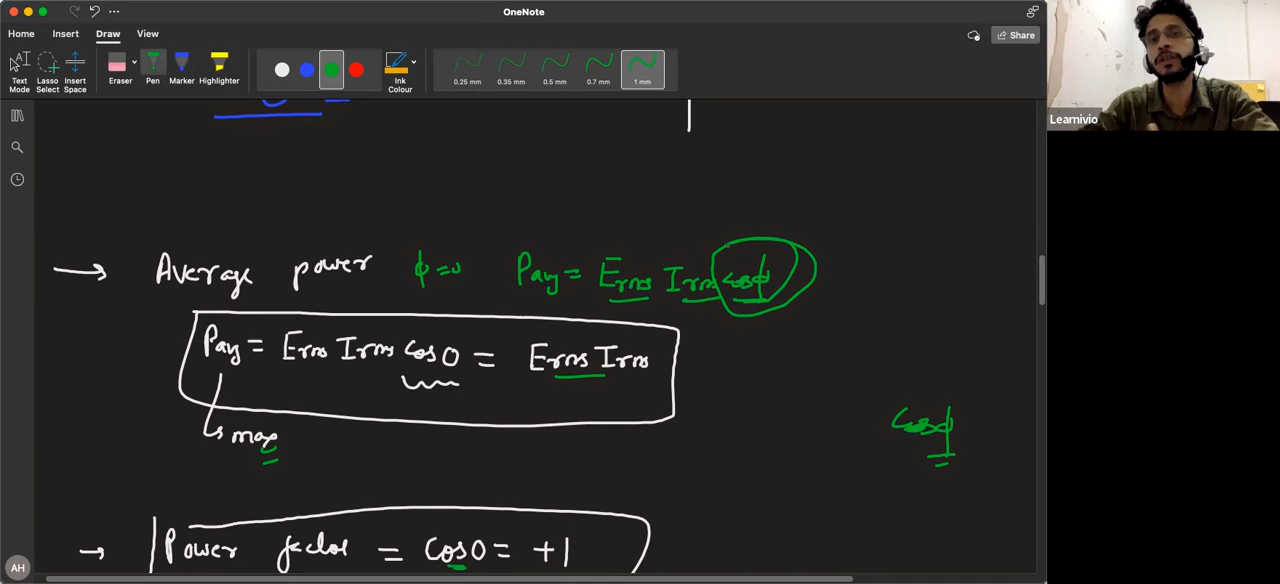 OneNote
Home Insert Draw View
Share
Text Mode
Lasso Select
Insert Space
Eraser
Pen
Marker
Highlighter
Ink Colour
0.25 mm
0.35 mm
0.5 mm
0.7 mm
1 mm
Learnivio
→ Average power ϕ=0 Pay = Erms Irms cosϕ
Pay = Erms Irms cos0 = Erms Irms
↳ max
cosϕ
→ Power factor = cos0 = +1
AH